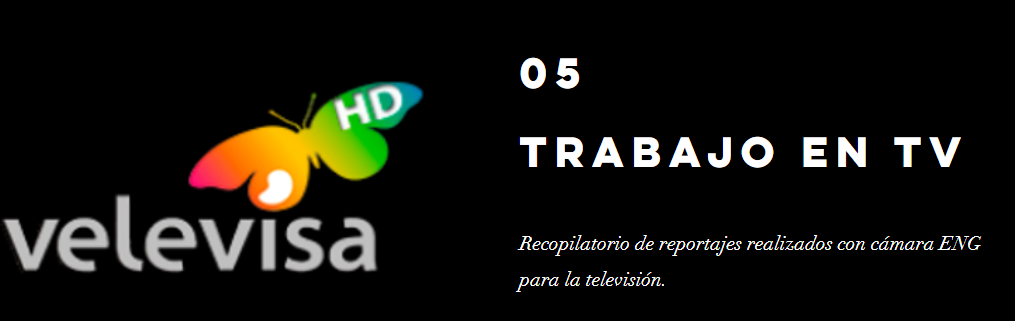 HD
velevisa
05
TRABAJO EN TV
Recopilatorio de reportajes realizados con cámara ENG
para la televisión.